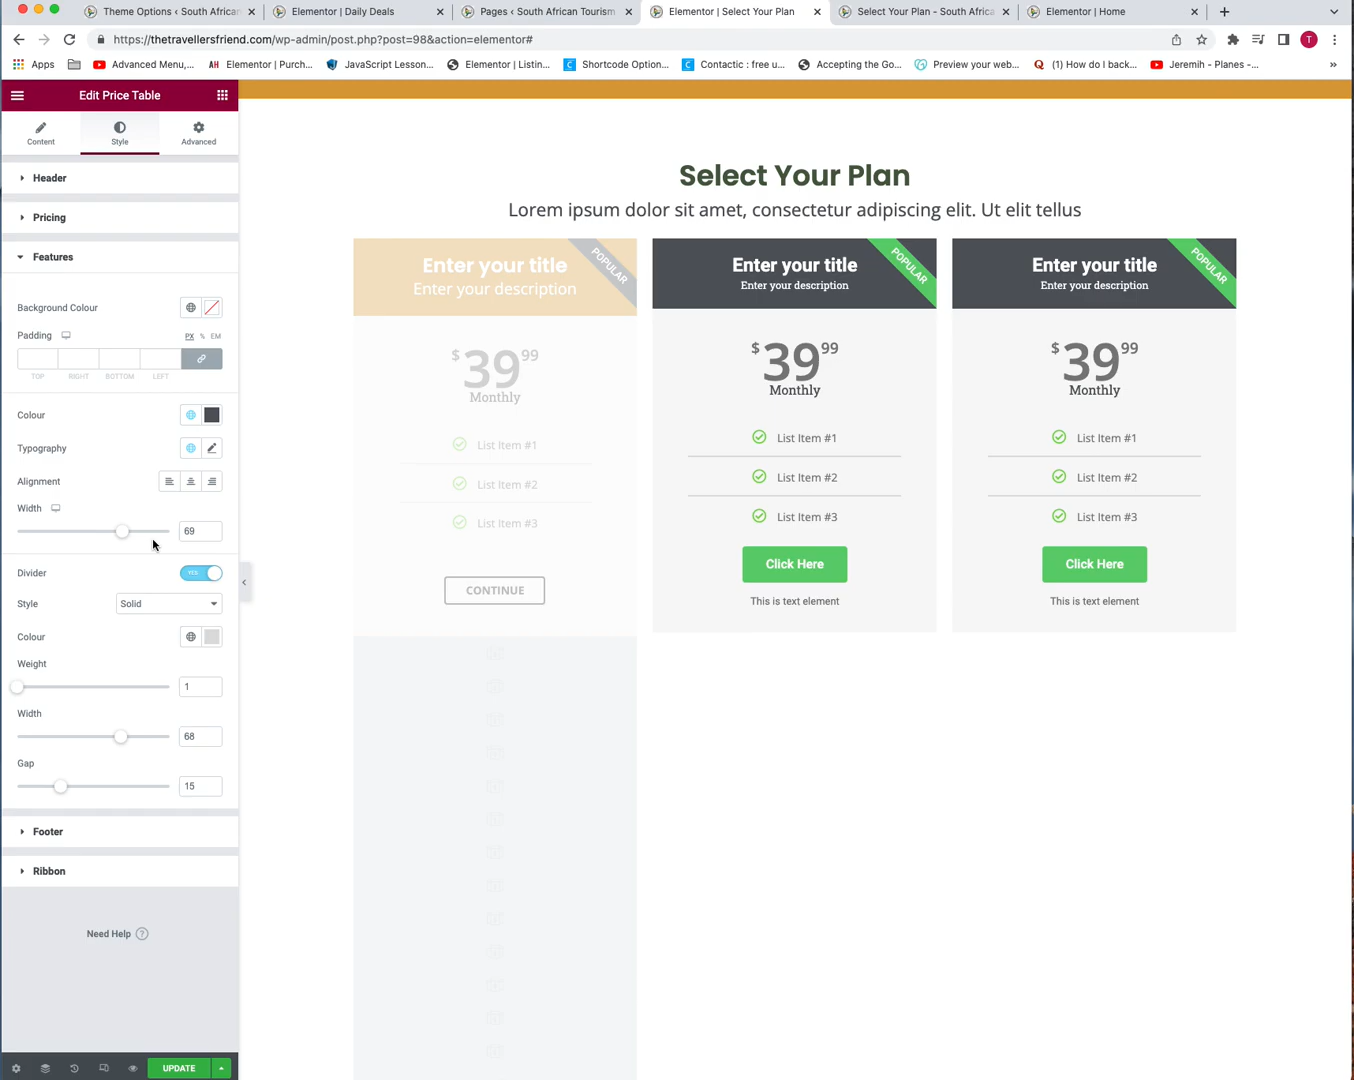 Theme Options ‹ South African
Elementor | Daily Deals
Pages ‹ South African Tourism
Elementor | Select Your Plan
Select Your Plan - South Africa
Elementor | Home
https://thetravellersfriend.com/wp-admin/post.php?post=98&action=elementor#
T
Apps
Advanced Menu,...
AH Elementor | Purch...
JavaScript Lesson...
Elementor | Listin...
C Shortcode Option...
C Contactic : free u...
Accepting the Go...
Preview your web...
Q (1) How do I back...
Jeremih - Planes -...
»
Edit Price Table
Content
Style
Advanced
Header
Pricing
Features
Background Colour
Padding PX % EM
TOP RIGHT BOTTOM LEFT
Colour
Typography
Alignment
Width
69
Divider YES
Style Solid
Colour
Weight
1
Width
68
Gap
15
Footer
Ribbon
Need Help ?
UPDATE
Select Your Plan
Lorem ipsum dolor sit amet, consectetur adipiscing elit. Ut elit tellus
POPULAR
Enter your title
Enter your description
$ 39 99
Monthly
List Item #1
List Item #2
List Item #3
CONTINUE
POPULAR
Enter your title
Enter your description
$ 39 99
Monthly
List Item #1
List Item #2
List Item #3
Click Here
This is text element
POPULAR
Enter your title
Enter your description
$ 39 99
Monthly
List Item #1
List Item #2
List Item #3
Click Here
This is text element